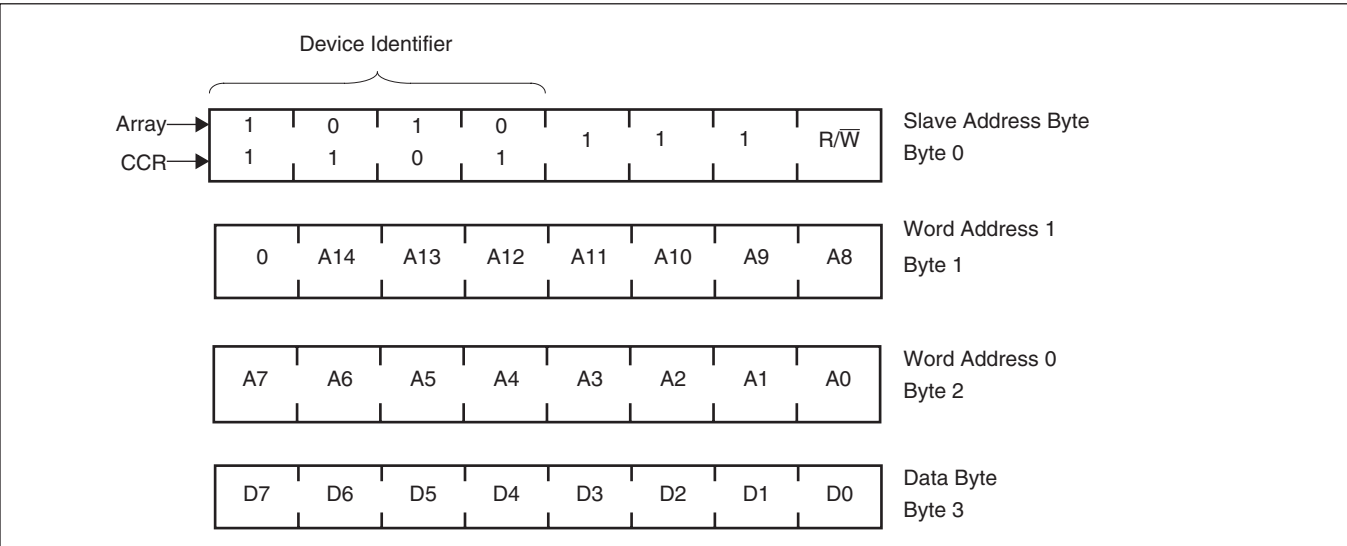 Device Identifier
Array 1 0 1 0 1 1 1 R/W̅ Slave Address Byte
CCR 1 1 0 1 Byte 0
Word Address 1
0 A14 A13 A12 A11 A10 A9 A8 Byte 1
Word Address 0
A7 A6 A5 A4 A3 A2 A1 A0 Byte 2
Data Byte
D7 D6 D5 D4 D3 D2 D1 D0
Byte 3